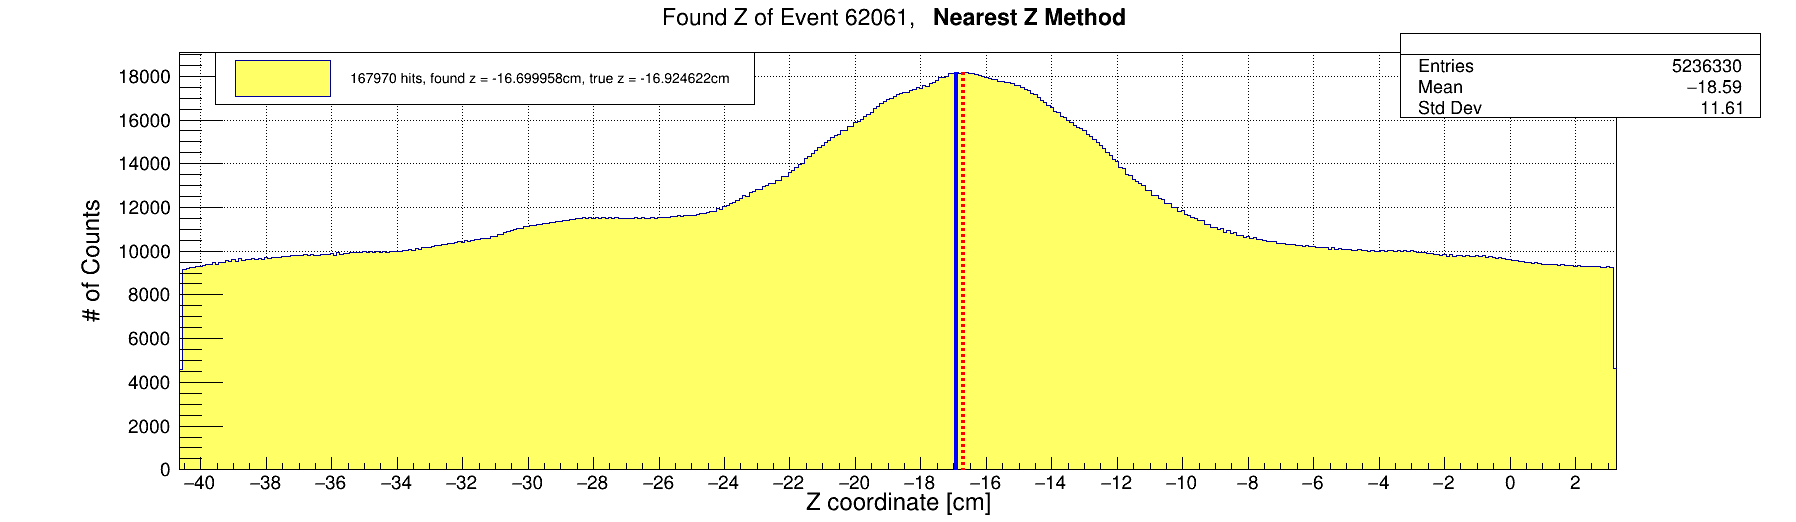 Found Z of Event 62061, Nearest Z Method
167970 hits, found z = -16.699958cm, true z = -16.924622cm
Entries 5236330
Mean −18.59
Std Dev 11.61
18000
16000
14000
12000
10000
8000
6000
4000
2000
0
# of Counts
−40 −38 −36 −34 −32 −30 −28 −26 −24 −22 −20 −18 −16 −14 −12 −10 −8 −6 −4 −2 0 2
Z coordinate [cm]